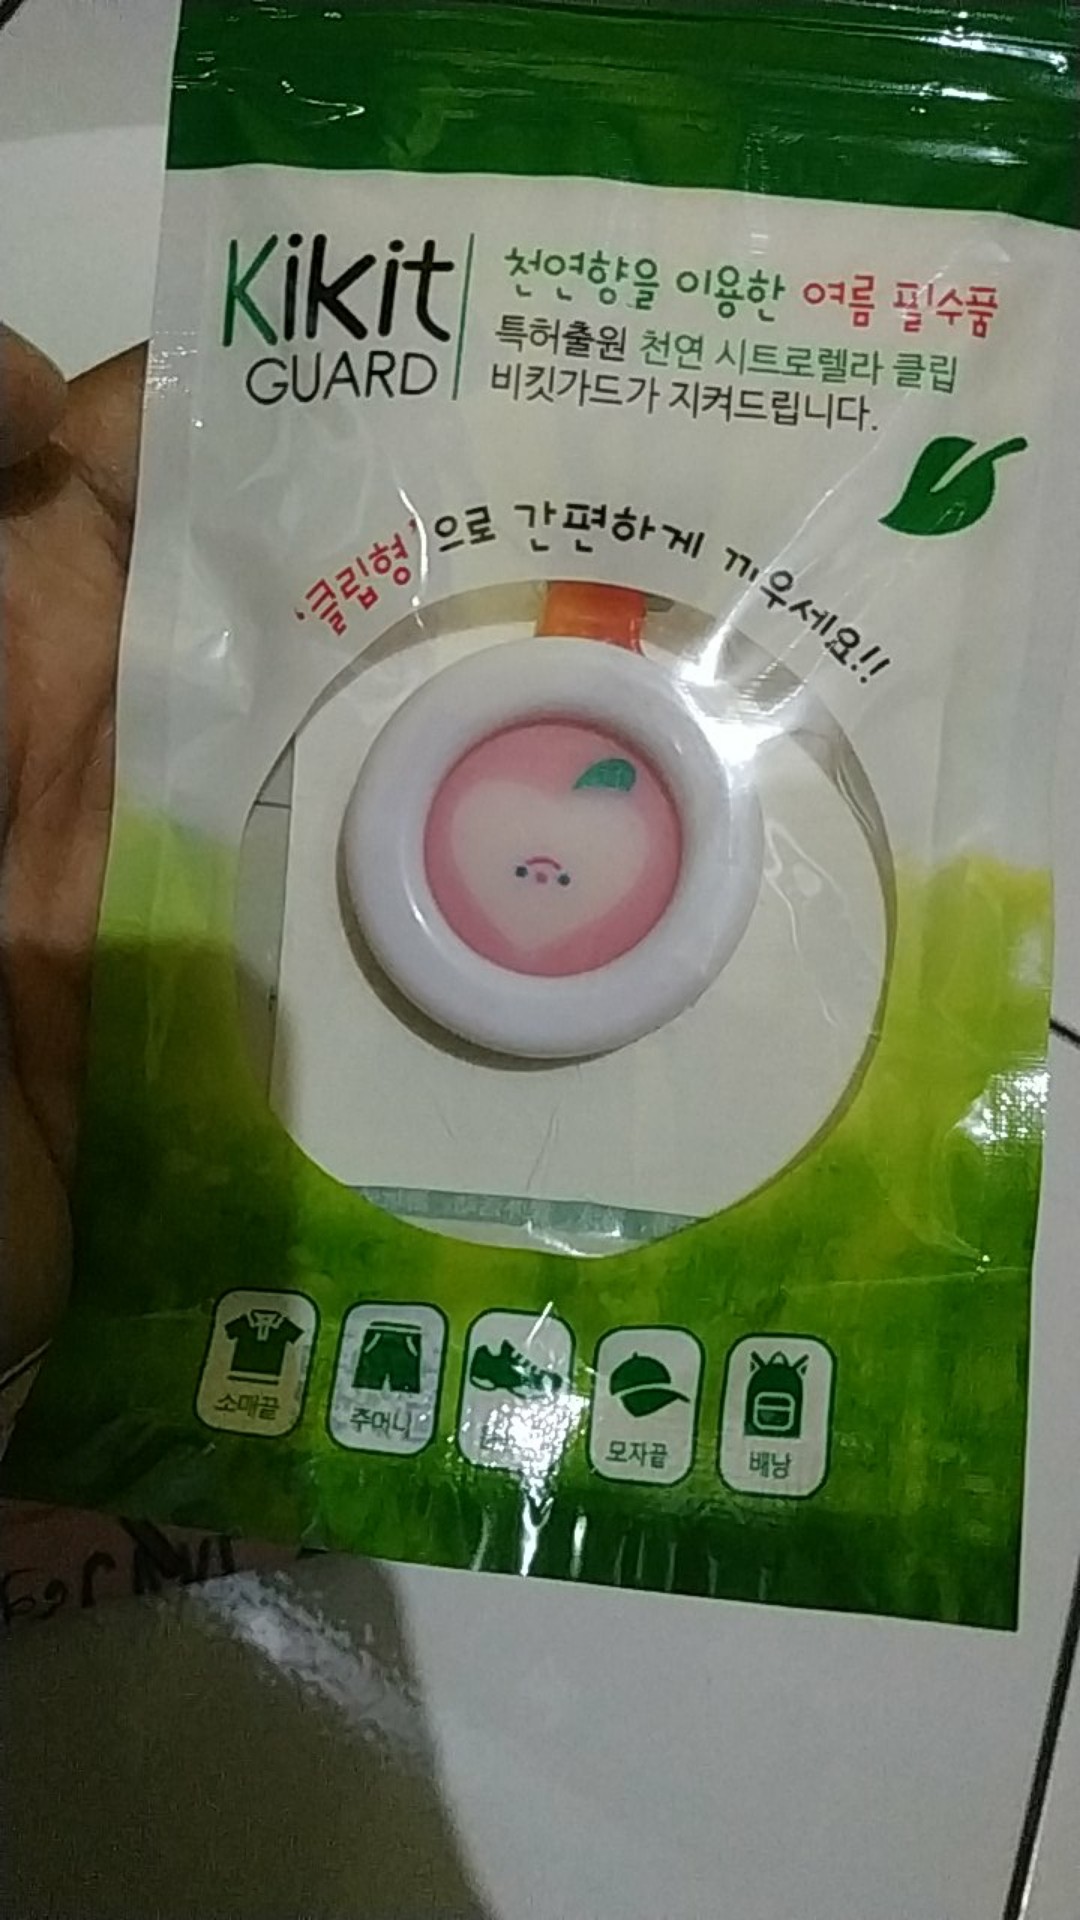 Kikit
GUARD
천연향을 이용한 여름 필수품
특허출원 천연 시트로렐라 클립
비킷가드가 지켜드립니다.
'클립형'으로 간편하게 끼우세요!!
소매끝
주머니
모자끝
배낭